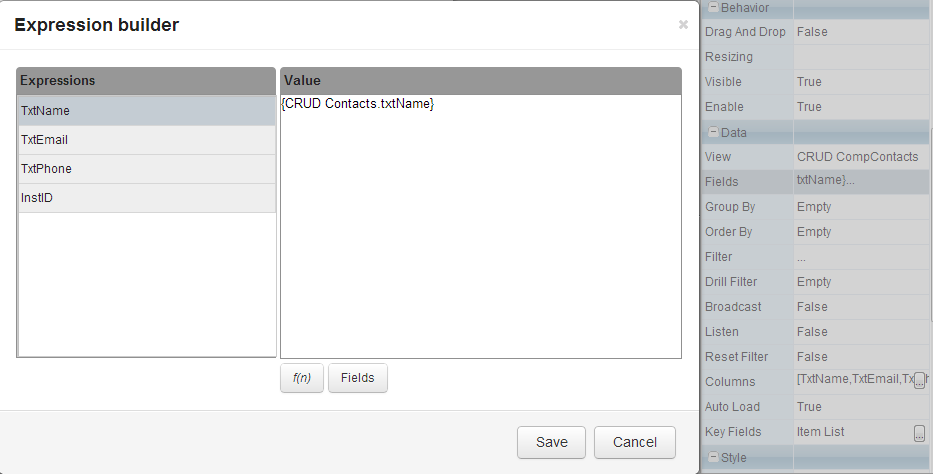 Expression builder
×
Expressions
TxtName
TxtEmail
TxtPhone
InstID
Value
{CRUD Contacts.txtName}
f(n)
Fields
Save
Cancel
Behavior
Drag And Drop False
Resizing
Visible True
Enable True
Data
View CRUD CompContacts
Fields txtName}...
Group By Empty
Order By Empty
Filter ...
Drill Filter Empty
Broadcast False
Listen False
Reset Filter False
Columns [TxtName,TxtEmail, ...
Auto Load True
Key Fields Item List ...
Style